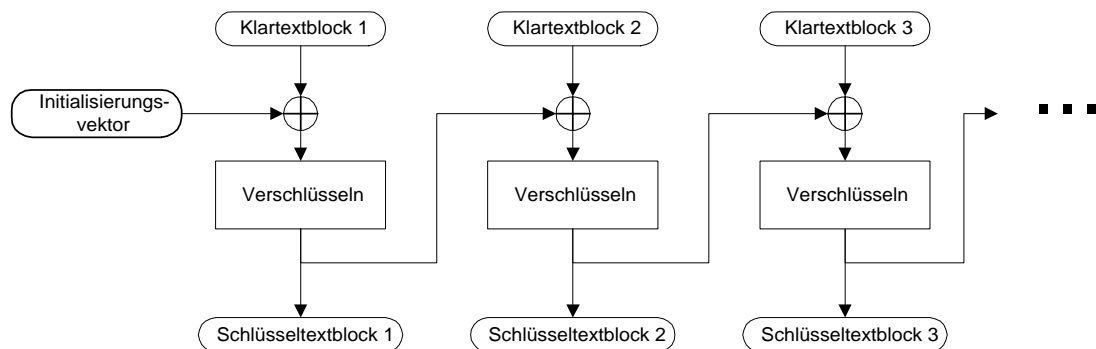 Klartextblock 1
Klartextblock 2
Klartextblock 3
Initialisierungs-
vektor
Verschlüsseln
Verschlüsseln
Verschlüsseln
Schlüsseltextblock 1
Schlüsseltextblock 2
Schlüsseltextblock 3